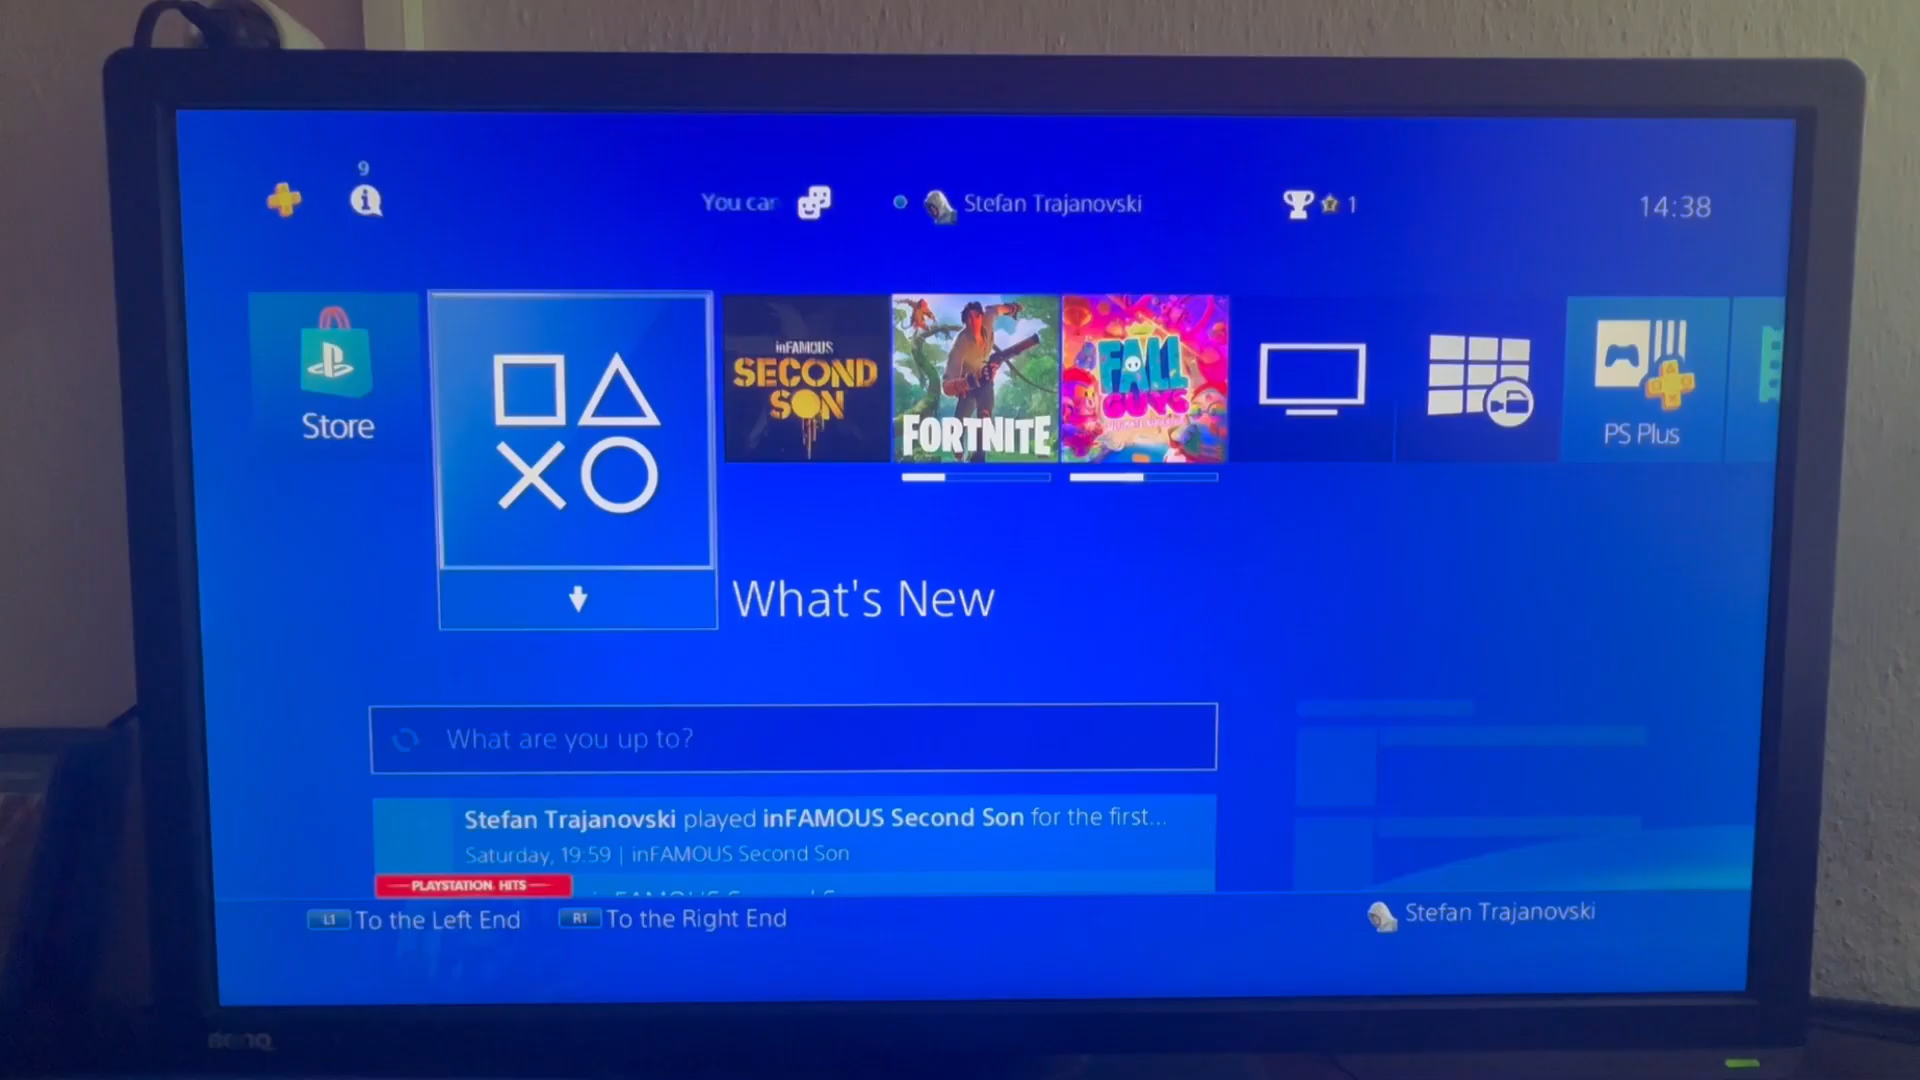 9
You can
Stefan Trajanovski
1
14:38
Store
inFAMOUS
SECOND
SON
FORTNITE
FALL
GUYS
PS Plus
What's New
What are you up to?
Stefan Trajanovski played inFAMOUS Second Son for the first...
Saturday, 19:59 | inFAMOUS Second Son
PLAYSTATION HITS
L1 To the Left End
R1 To the Right End
Stefan Trajanovski
BenQ